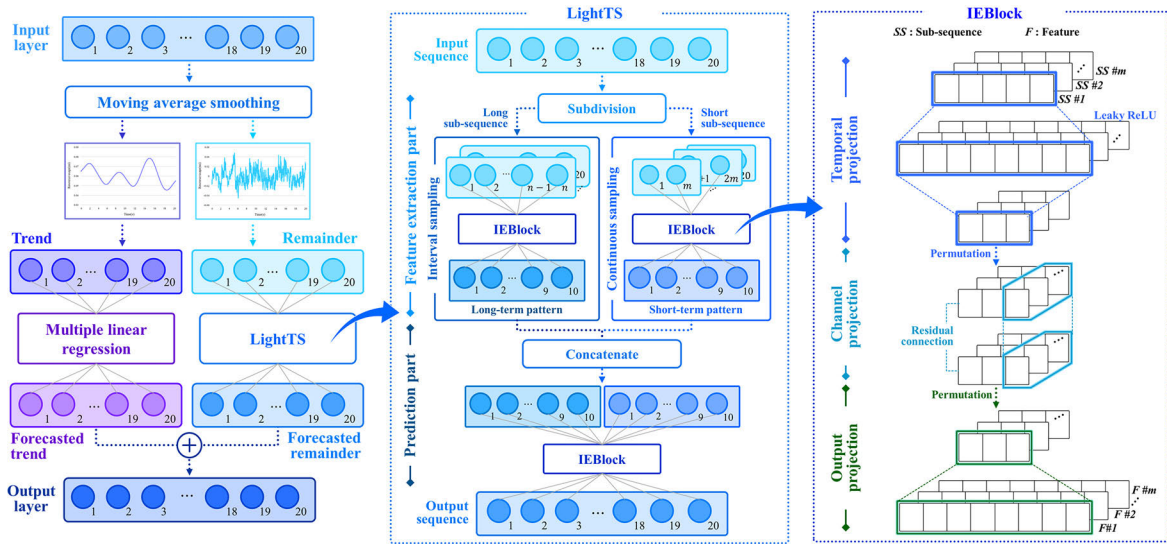 Input
layer
1 2 3 ... 18 19 20
Moving average smoothing
Time(s)
Time(s)
Trend
Remainder
1 2 ... 19 20
1 2 ... 19 20
Multiple linear
regression
LightTS
1 2 ... 19 20
1 2 ... 19 20
Forecasted
trend
+
Forecasted
remainder
Output
layer
1 2 3 ... 18 19 20
LightTS
Input
Sequence
1 2 3 ... 18 19 20
Subdivision
Long
sub-sequence
Short
sub-sequence
Feature extraction part
Prediction part
Interval sampling
20
1 2 ... n − 1 n
IEBlock
1 2 ... 9 10
Long-term pattern
Continuous sampling
20
+1 2m
1 m
IEBlock
1 2 ... 9 10
Short-term pattern
Concatenate
1 2 ... 9 10
1 2 ... 9 10
IEBlock
Output
sequence
1 2 3 ... 18 19 20
IEBlock
SS : Sub-sequence
F : Feature
Temporal
projection
SS #m
SS #2
SS #1
Leaky ReLU
Permutation
Channel
projection
Residual
connection
Permutation
Output
projection
F #m
F #2
F#1